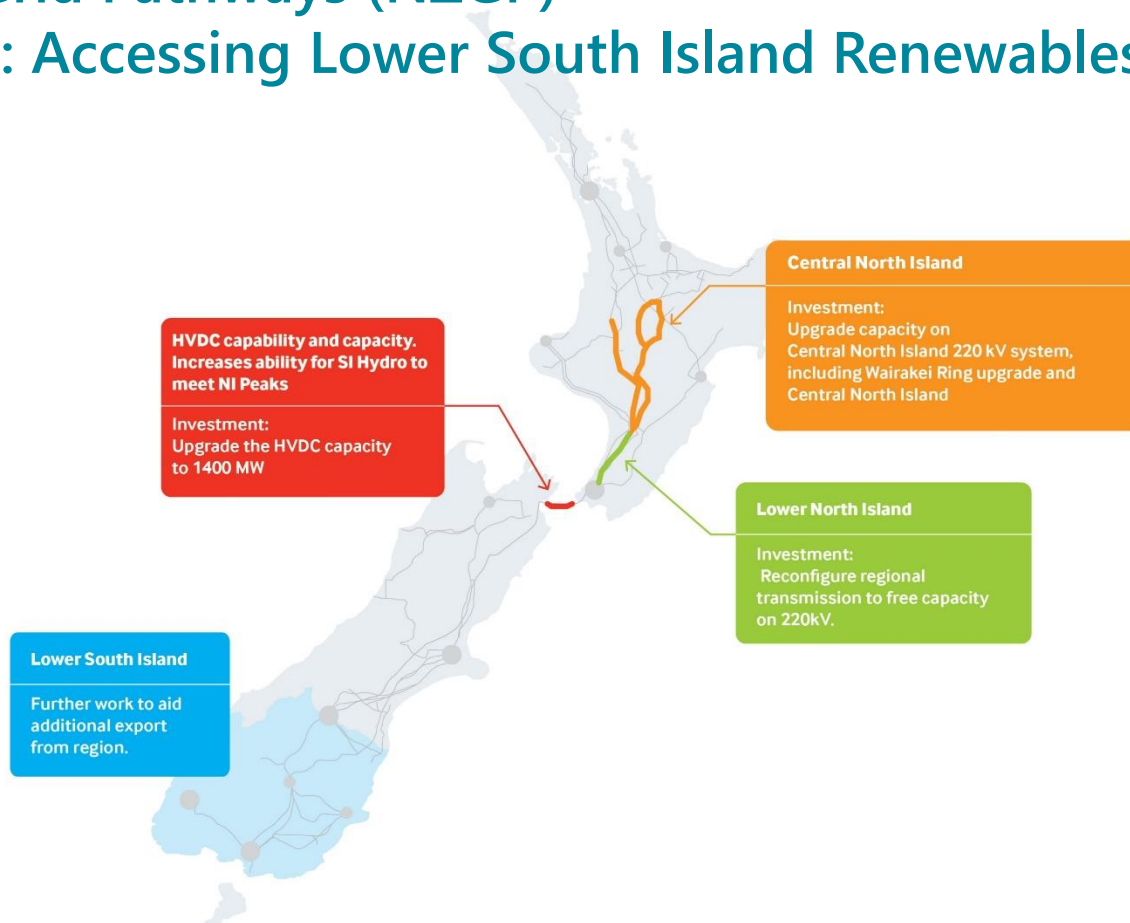 Pathways (NZGP)
: Accessing Lower South Island Renewables
Central North Island
Investment:
Upgrade capacity on
Central North Island 220 kV system,
including Wairakei Ring upgrade and
Central North Island
HVDC capability and capacity.
Increases ability for SI Hydro to
meet NI Peaks
Investment:
Upgrade the HVDC capacity
to 1400 MW
Lower North Island
Investment:
Reconfigure regional
transmission to free capacity
on 220kV.
Lower South Island
Further work to aid
additional export
from region.